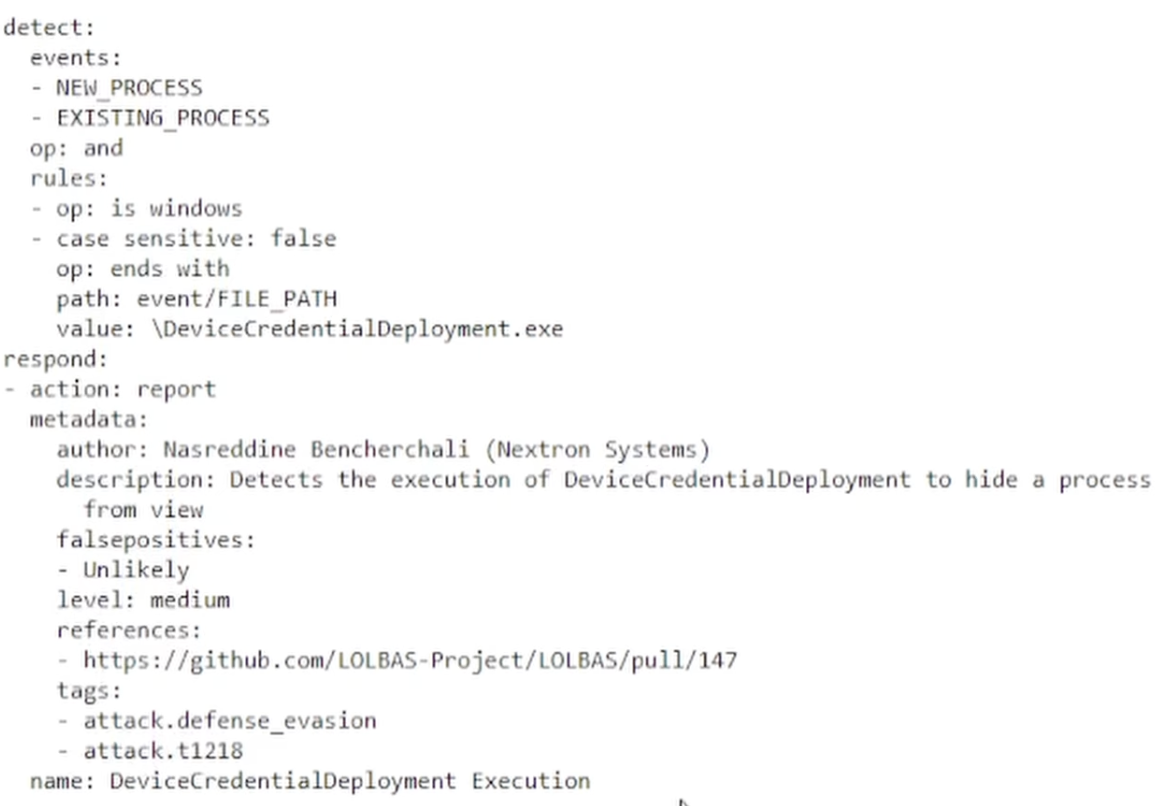 detect:
  events:
  - NEW_PROCESS
  - EXISTING_PROCESS
  op: and
  rules:
  - op: is windows
  - case sensitive: false
    op: ends with
    path: event/FILE_PATH
    value: \DeviceCredentialDeployment.exe
respond:
- action: report
  metadata:
    author: Nasreddine Bencherchali (Nextron Systems)
    description: Detects the execution of DeviceCredentialDeployment to hide a process
      from view
    falsepositives:
    - Unlikely
    level: medium
    references:
    - https://github.com/LOLBAS-Project/LOLBAS/pull/147
    tags:
    - attack.defense_evasion
    - attack.t1218
  name: DeviceCredentialDeployment Execution